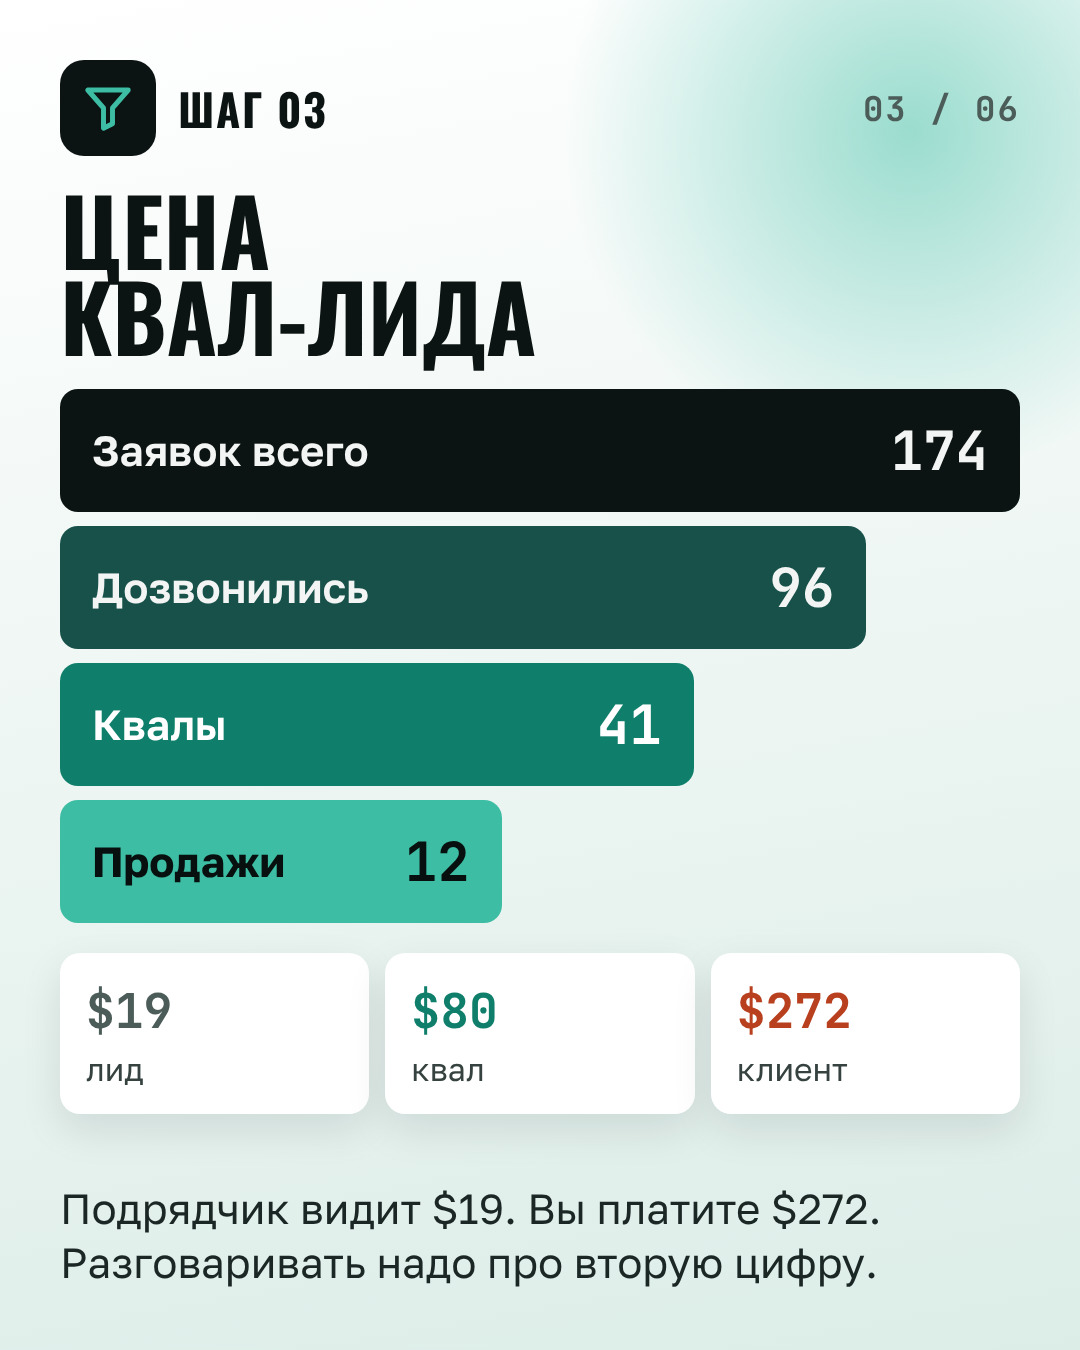 ШАГ 03
03 / 06
ЦЕНА
КВАЛ-ЛИДА
Заявок всего 174
Дозвонились 96
Квалы 41
Продажи 12
$19 $80 $272
лид квал клиент
Подрядчик видит $19. Вы платите $272.
Разговаривать надо про вторую цифру.